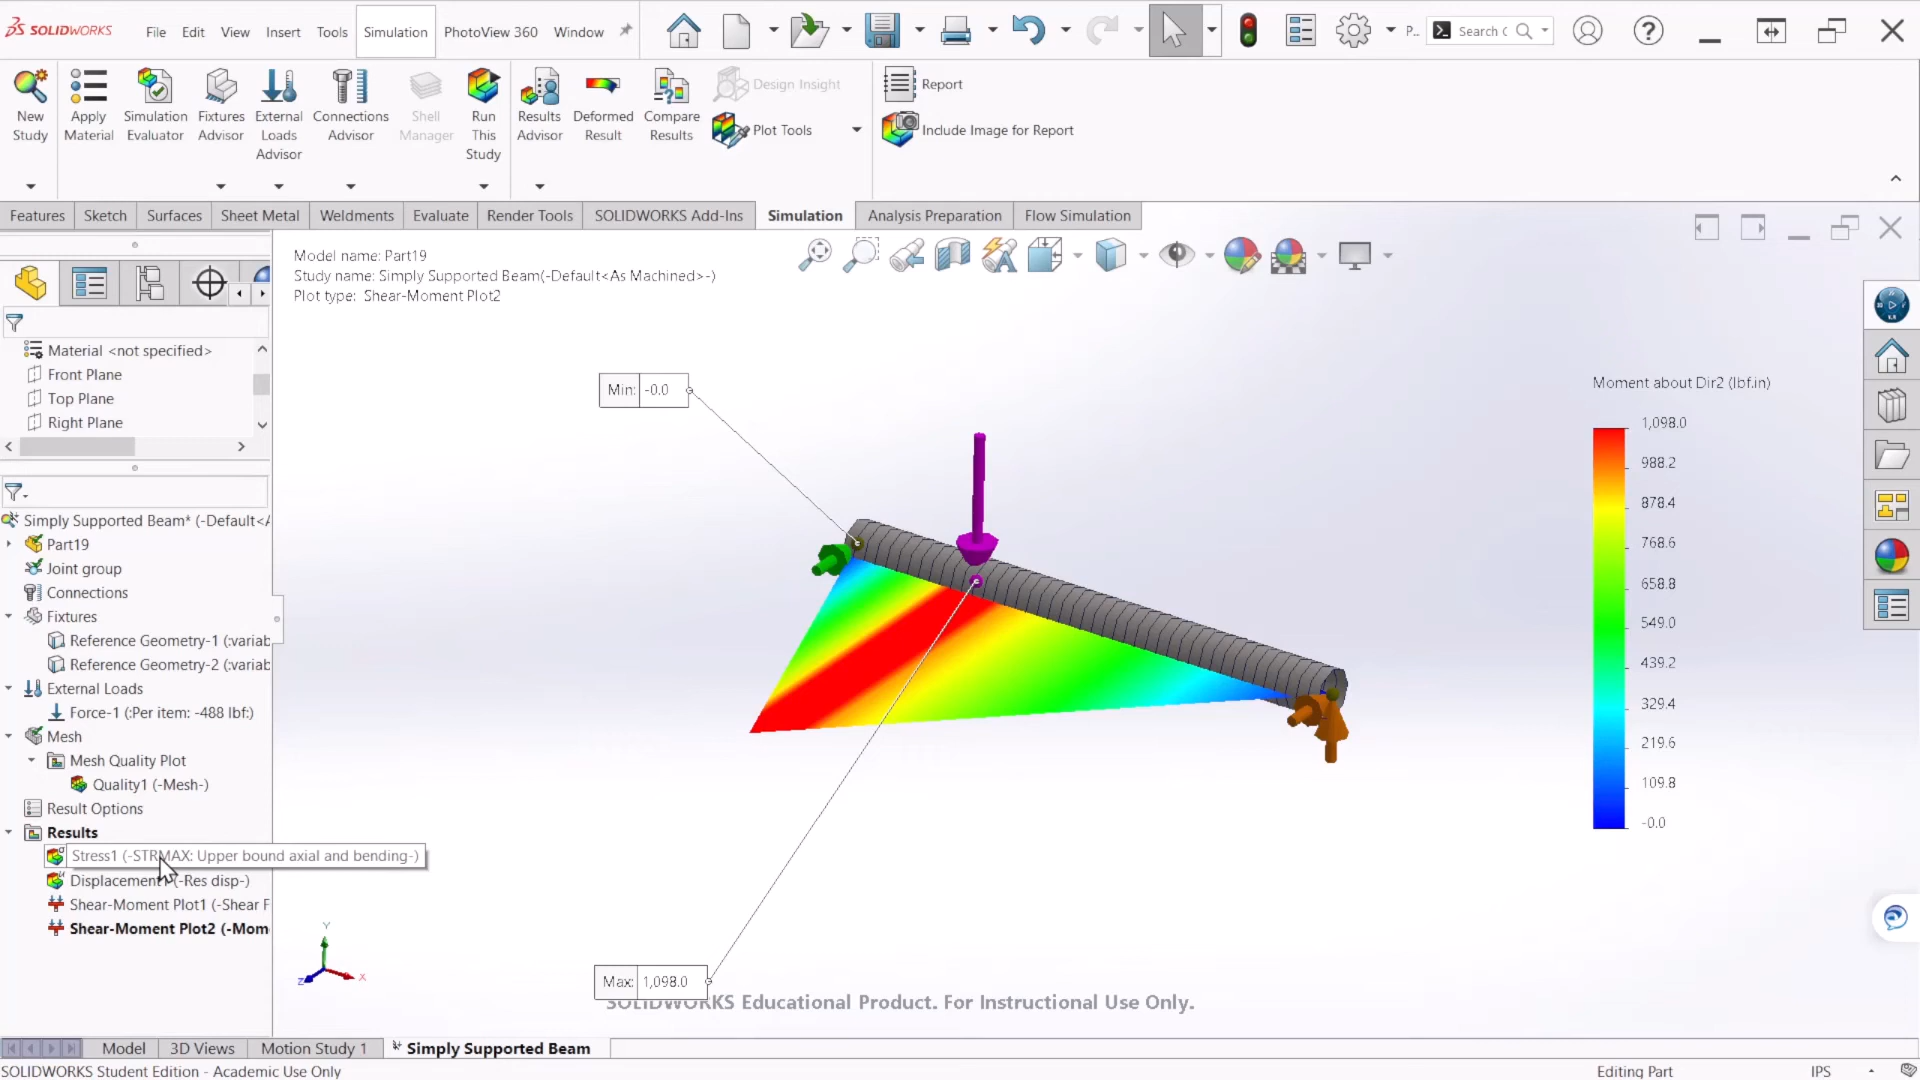 SOLIDWORKS
File Edit View Insert Tools Simulation PhotoView 360 Window
P..
Search C
New Study
Apply Material
Simulation Evaluator
Fixtures Advisor
External Loads Advisor
Connections Advisor
Shell Manager
Run This Study
Results Advisor
Deformed Result
Compare Results
Design Insight
Plot Tools
Report
Include Image for Report
Features Sketch Surfaces Sheet Metal Weldments Evaluate Render Tools SOLIDWORKS Add-Ins Simulation Analysis Preparation Flow Simulation
Model name: Part19
Study name: Simply Supported Beam(-Default<As Machined>-)
Plot type: Shear-Moment Plot2
Material <not specified>
Front Plane
Top Plane
Right Plane
Simply Supported Beam* (-Default<A
Part19
Joint group
Connections
Fixtures
Reference Geometry-1 (:variab
Reference Geometry-2 (:variab
External Loads
Force-1 (:Per item: -488 lbf:)
Mesh
Mesh Quality Plot
Quality1 (-Mesh-)
Result Options
Results
Stress1 (-STRMAX: Upper bound axial and bending-)
Displacement1 (-Res disp-)
Shear-Moment Plot1 (-Shear F
Shear-Moment Plot2 (-Mom
Min: -0.0
Max: 1,098.0
Moment about Dir2 (lbf.in)
1,098.0
988.2
878.4
768.6
658.8
549.0
439.2
329.4
219.6
109.8
-0.0
Y
X
Z
SOLIDWORKS Educational Product. For Instructional Use Only.
Model 3D Views Motion Study 1 Simply Supported Beam
SOLIDWORKS Student Edition - Academic Use Only
Editing Part
IPS